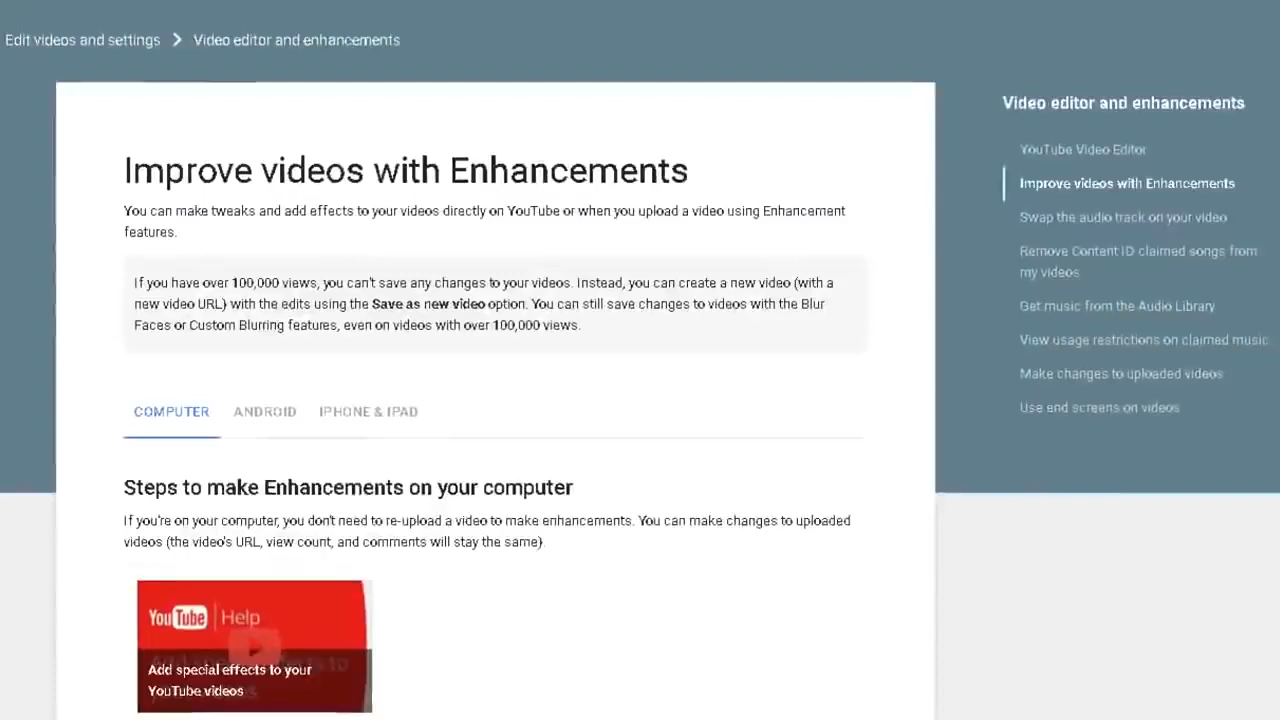 Edit videos and settings > Video editor and enhancements
Improve videos with Enhancements
You can make tweaks and add effects to your videos directly on YouTube or when you upload a video using Enhancement
features.
If you have over 100,000 views, you can't save any changes to your videos. Instead, you can create a new video (with a
new video URL) with the edits using the Save as new video option. You can still save changes to videos with the Blur
Faces or Custom Blurring features, even on videos with over 100,000 views.
COMPUTER ANDROID IPHONE & IPAD
Steps to make Enhancements on your computer
If you're on your computer, you don't need to re-upload a video to make enhancements. You can make changes to uploaded
videos (the video's URL, view count, and comments will stay the same).
YouTube Help
Add special effects to your
YouTube videos
Video editor and enhancements
YouTube Video Editor
Improve videos with Enhancements
Swap the audio track on your video
Remove Content ID claimed songs from
my videos
Get music from the Audio Library
View usage restrictions on claimed music
Make changes to uploaded videos
Use end screens on videos